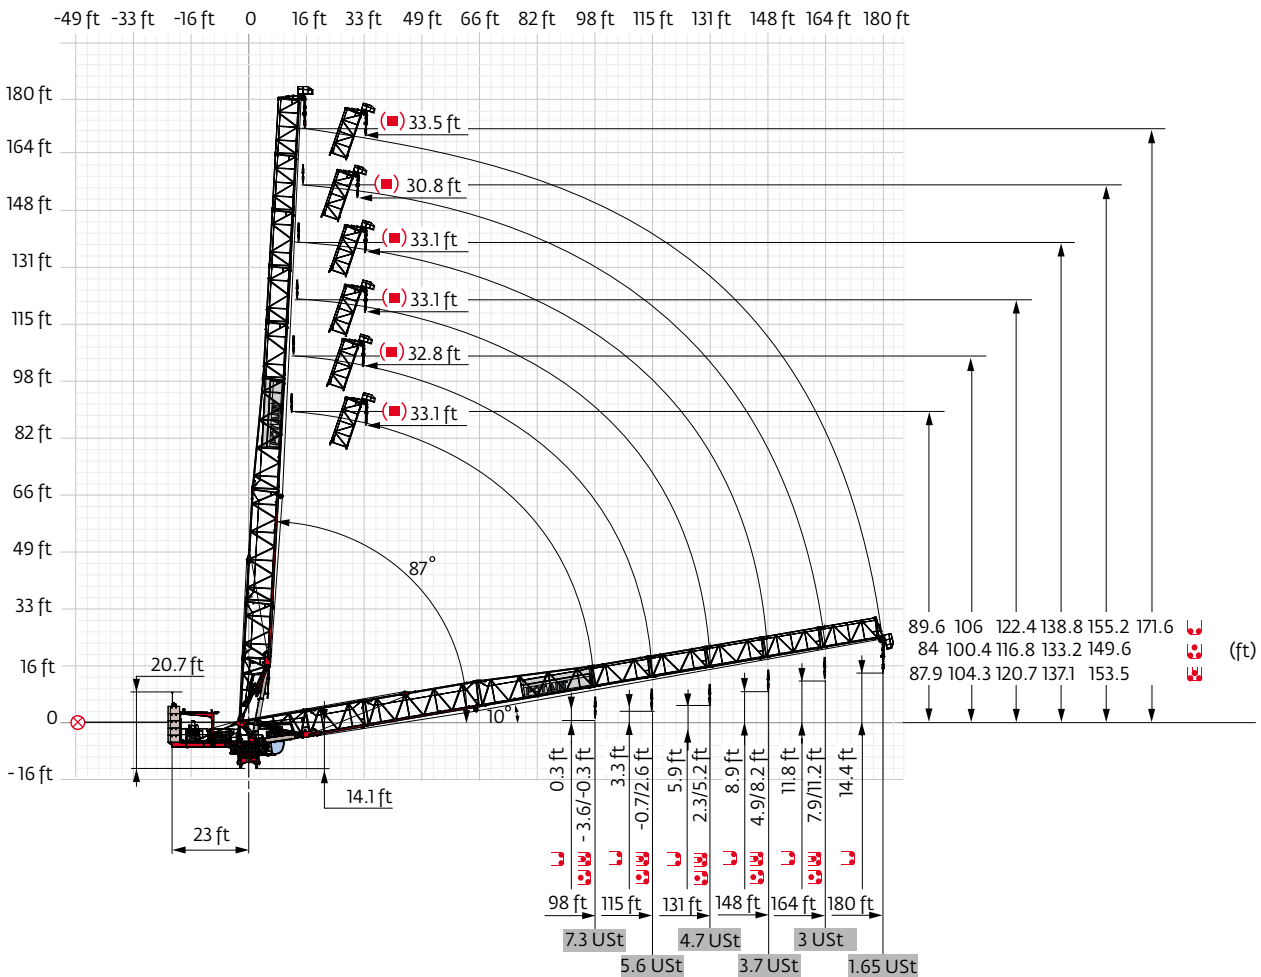 -49 ft -33 ft -16 ft 0 16 ft 33 ft 49 ft 66 ft 82 ft 98 ft 115 ft 131 ft 148 ft 164 ft 180 ft
180 ft
33.5 ft
164 ft
30.8 ft
148 ft
33.1 ft
131 ft
33.1 ft
115 ft
32.8 ft
98 ft
33.1 ft
82 ft
66 ft
49 ft
87°
33 ft
89.6 106 122.4 138.8 155.2 171.6
84 100.4 116.8 133.2 149.6 (ft)
87.9 104.3 120.7 137.1 153.5
16 ft
20.7 ft
10°
0
-16 ft
14.1 ft
23 ft
0.3 ft
- 3.6/-0.3 ft
3.3 ft
-0.7/2.6 ft
5.9 ft
2.3/5.2 ft
8.9 ft
4.9/8.2 ft
11.8 ft
7.9/11.2 ft
14.4 ft
98 ft 115 ft 131 ft 148 ft 164 ft 180 ft
7.3 USt 4.7 USt 3 USt
5.6 USt 3.7 USt 1.65 USt